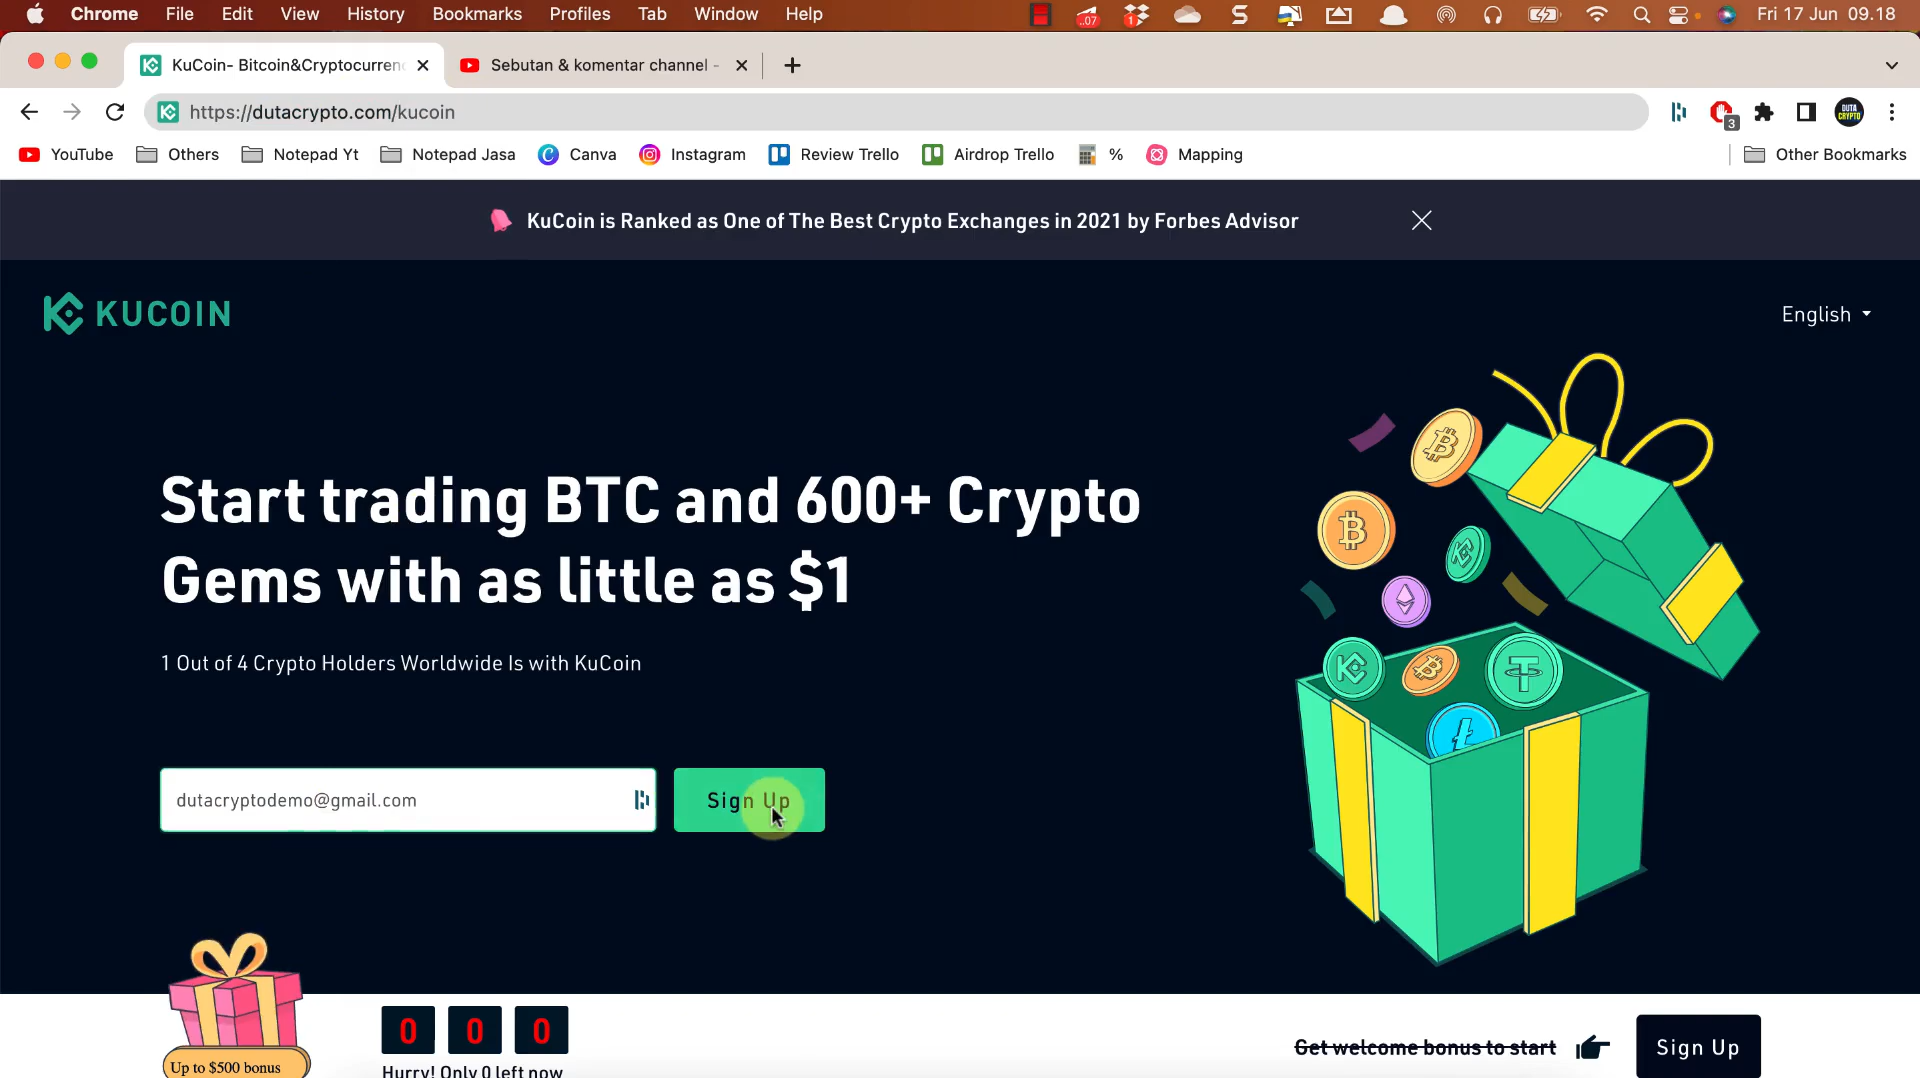 Chrome File Edit View History Bookmarks Profiles Tab Window Help
..07 1 Fri 17 Jun 09.18
KuCoin- Bitcoin&Cryptocurren
Sebutan & komentar channel -
https://dutacrypto.com/kucoin
3
DUTA
CRYPTO
YouTube Others Notepad Yt Notepad Jasa Canva Instagram Review Trello Airdrop Trello % Mapping Other Bookmarks
KuCoin is Ranked as One of The Best Crypto Exchanges in 2021 by Forbes Advisor
KUCOIN
English
Start trading BTC and 600+ Crypto
Gems with as little as $1
1 Out of 4 Crypto Holders Worldwide Is with KuCoin
dutacryptodemo@gmail.com
Sign Up
0 0 0
Hurry! Only 0 left now
Up to $500 bonus
Get welcome bonus to start
Sign Up